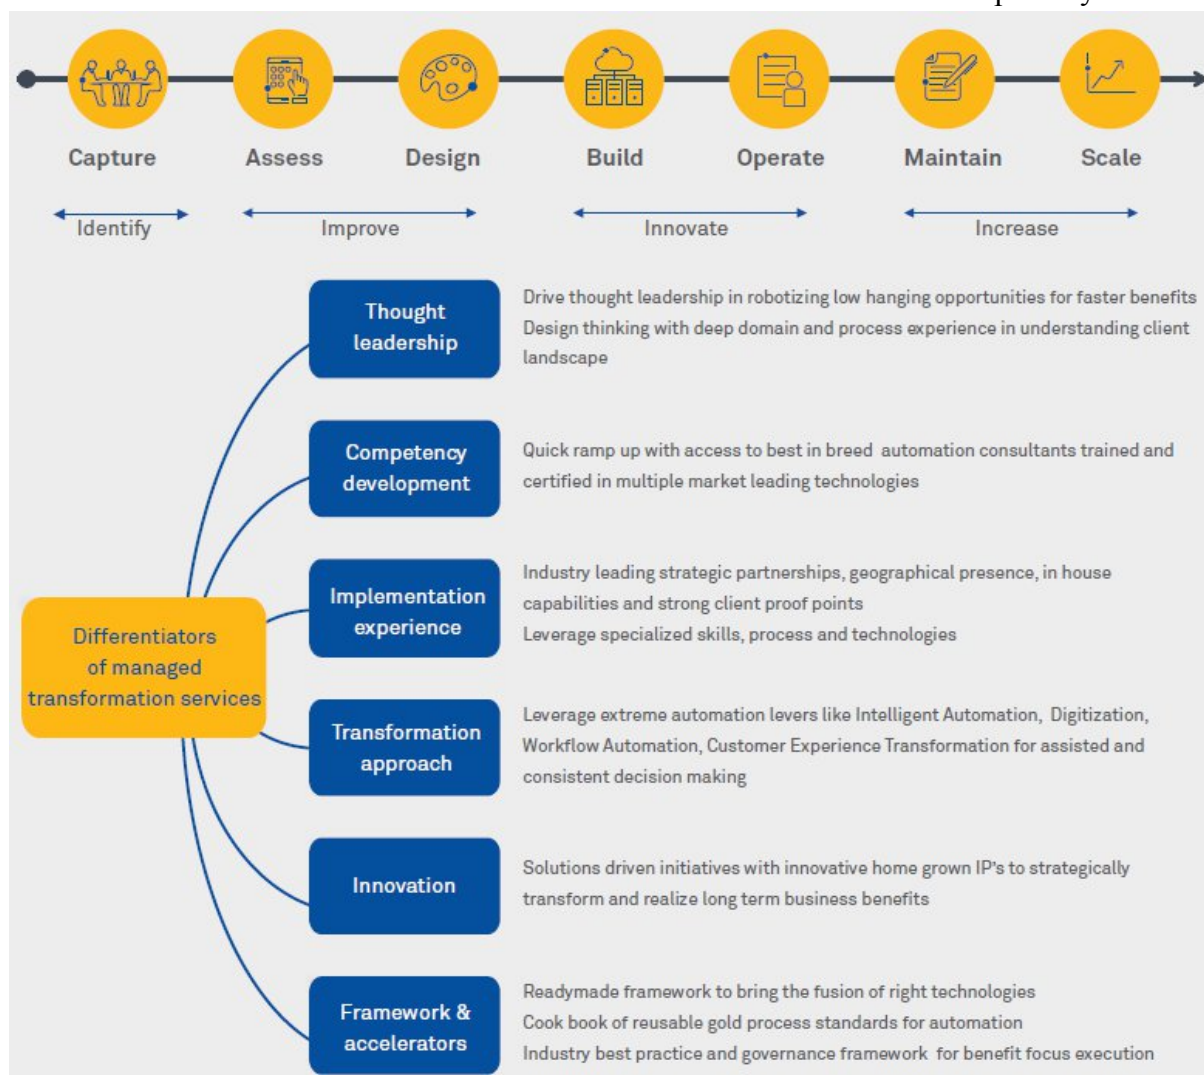 Capture
Assess
Design
Build
Operate
Maintain
Scale
Identify
Improve
Innovate
Increase
Differentiators
of managed
transformation services
Thought
leadership
Drive thought leadership in robotizing low hanging opportunities for faster benefits
Design thinking with deep domain and process experience in understanding client
landscape
Competency
development
Quick ramp up with access to best in breed automation consultants trained and
certified in multiple market leading technologies
Implementation
experience
Industry leading strategic partnerships, geographical presence, in house
capabilities and strong client proof points
Leverage specialized skills, process and technologies
Transformation
approach
Leverage extreme automation levers like Intelligent Automation, Digitization,
Workflow Automation, Customer Experience Transformation for assisted and
consistent decision making
Innovation
Solutions driven initiatives with innovative home grown IP's to strategically
transform and realize long term business benefits
Framework &
accelerators
Readymade framework to bring the fusion of right technologies
Cook book of reusable gold process standards for automation
Industry best practice and governance framework for benefit focus execution